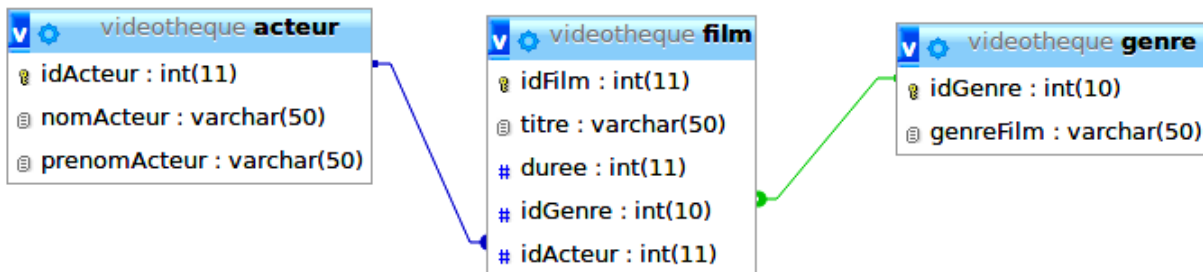 videotheque acteur
idActeur : int(11)
nomActeur : varchar(50)
prenomActeur : varchar(50)
videotheque film
idFilm : int(11)
titre : varchar(50)
# duree : int(11)
# idGenre : int(10)
# idActeur : int(11)
videotheque genre
idGenre : int(10)
genreFilm : varchar(50)